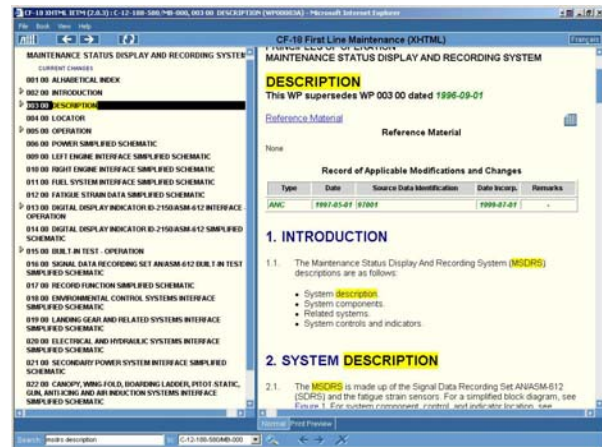 CF-18 XHTML IETM (2.0.3) : C-12-188-580/MB-000, 003 00 DESCRIPTION (WP00003A) - Microsoft Internet Explorer
File Book View Help
CF-18 First Line Maintenance (XHTML)
Français
MAINTENANCE STATUS DISPLAY AND RECORDING SYSTEM
CURRENT CHANGES
001 00 ALHABETICAL INDEX
002 00 INTRODUCTION
003 00 DESCRIPTION
004 00 LOCATOR
005 00 OPERATION
006 00 POWER SIMPLIFIED SCHEMATIC
009 00 LEFT ENGINE INTERFACE SIMPLIFIED SCHEMATIC
010 00 RIGHT ENGINE INTERFACE SIMPLIFIED SCHEMATIC
011 00 FUEL SYSTEM INTERFACE SIMPLIFIED SCHEMATIC
012 00 FATIGUE STRAIN DATA SIMPLIFIED SCHEMATIC
013 00 DIGITAL DISPLAY INDICATOR ID-2150/ASM-612 INTERFACE -
OPERATION
014 00 DIGITAL DISPLAY INDICATOR ID-2150/ASM-612 SIMPLIFIED
SCHEMATIC
015 00 BUILT-IN TEST - OPERATION
016 00 SIGNAL DATA RECORDING SET AN/ASM-612 BUILT-IN TEST
SIMPLIFIED SCHEMATIC
017 00 RECORD FUNCTION SIMPLIFIED SCHEMATIC
018 00 ENVIRONMENTAL CONTROL SYSTEMS INTERFACE
SIMPLIFIED SCHEMATIC
019 00 LANDING GEAR AND RELATED SYSTEMS INTERFACE
SIMPLIFIED SCHEMATIC
020 00 ELECTRICAL AND HYDRAULIC SYSTEMS INTERFACE
SIMPLIFIED SCHEMATIC
021 00 SECONDARY POWER SYSTEM INTERFACE SIMPLIFIED
SCHEMATIC
022 00 CANOPY, WING-FOLD, BOARDING LADDER, PITOT-STATIC,
GUN, ANTI-ICING AND AIR INDUCTION SYSTEMS INTERFACE
SIMPLIFIED SCHEMATIC
PRINCIPLES OF OPERATION
MAINTENANCE STATUS DISPLAY AND RECORDING SYSTEM
DESCRIPTION
This WP supersedes WP 003 00 dated 1996-09-01
Reference Material
Reference Material
None
Record of Applicable Modifications and Changes
Type Date Source Data Identification Date Incorp. Remarks
ANC 1997-05-01 97001 1999-07-01 -
1. INTRODUCTION
1.1. The Maintenance Status Display And Recording System (MSDRS)
descriptions are as follows:
• System description.
• System components.
• Related systems.
• System controls and indicators.
2. SYSTEM DESCRIPTION
2.1. The MSDRS is made up of the Signal Data Recording Set AN/ASM-612
(SDRS) and the fatigue strain sensors. For a simplified block diagram, see
Figure 1. For system component, control, and indicator location, see
Normal Print Preview
Search: msdrs description in: C-12-188-580/MB-000